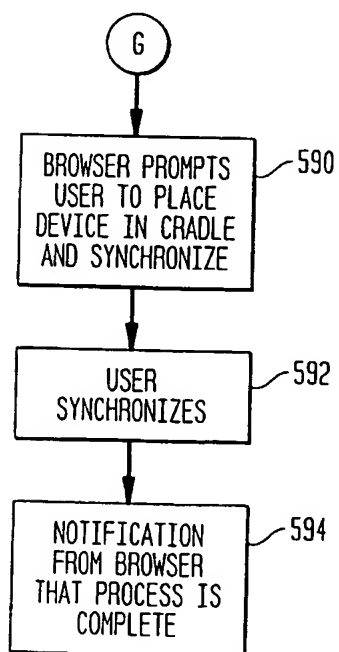 G
BROWSER PROMPTS
USER TO PLACE
DEVICE IN CRADLE
AND SYNCHRONIZE
590
USER
SYNCHRONIZES
592
NOTIFICATION
FROM BROWSER
THAT PROCESS IS
COMPLETE
594